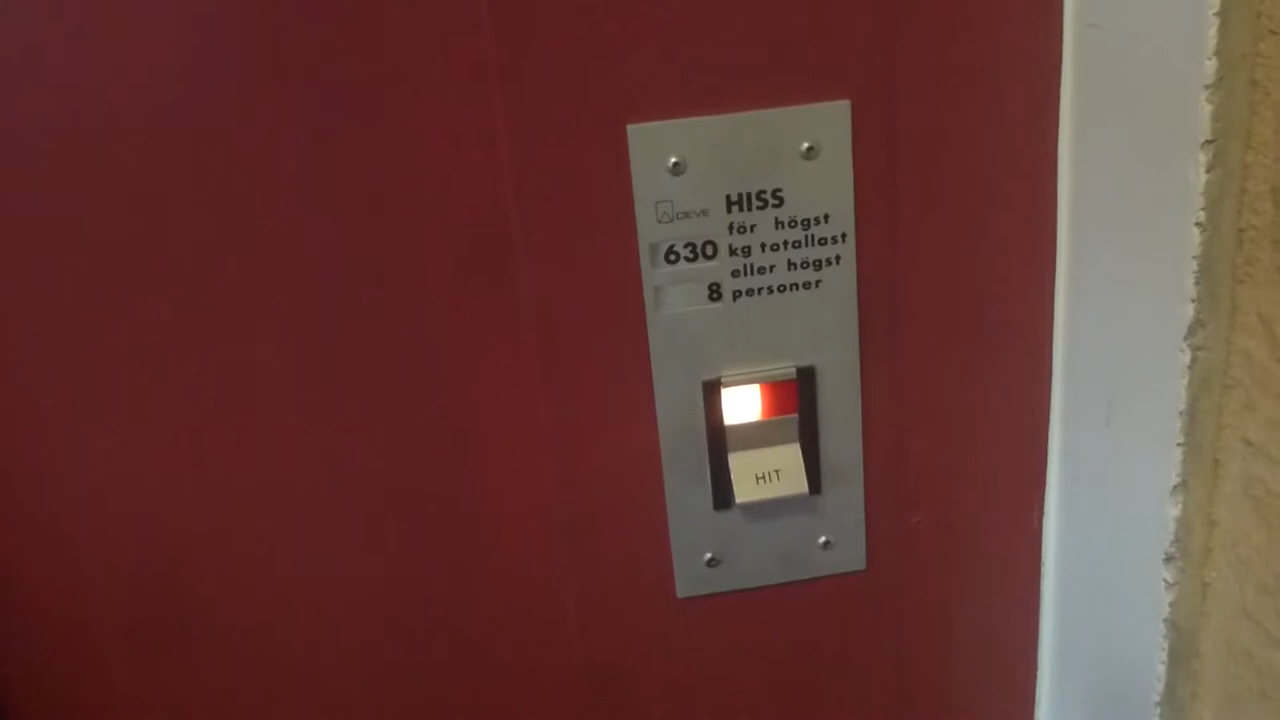 DEVE HISS
för högst
630 kg totallast
eller högst
8 personer
HIT